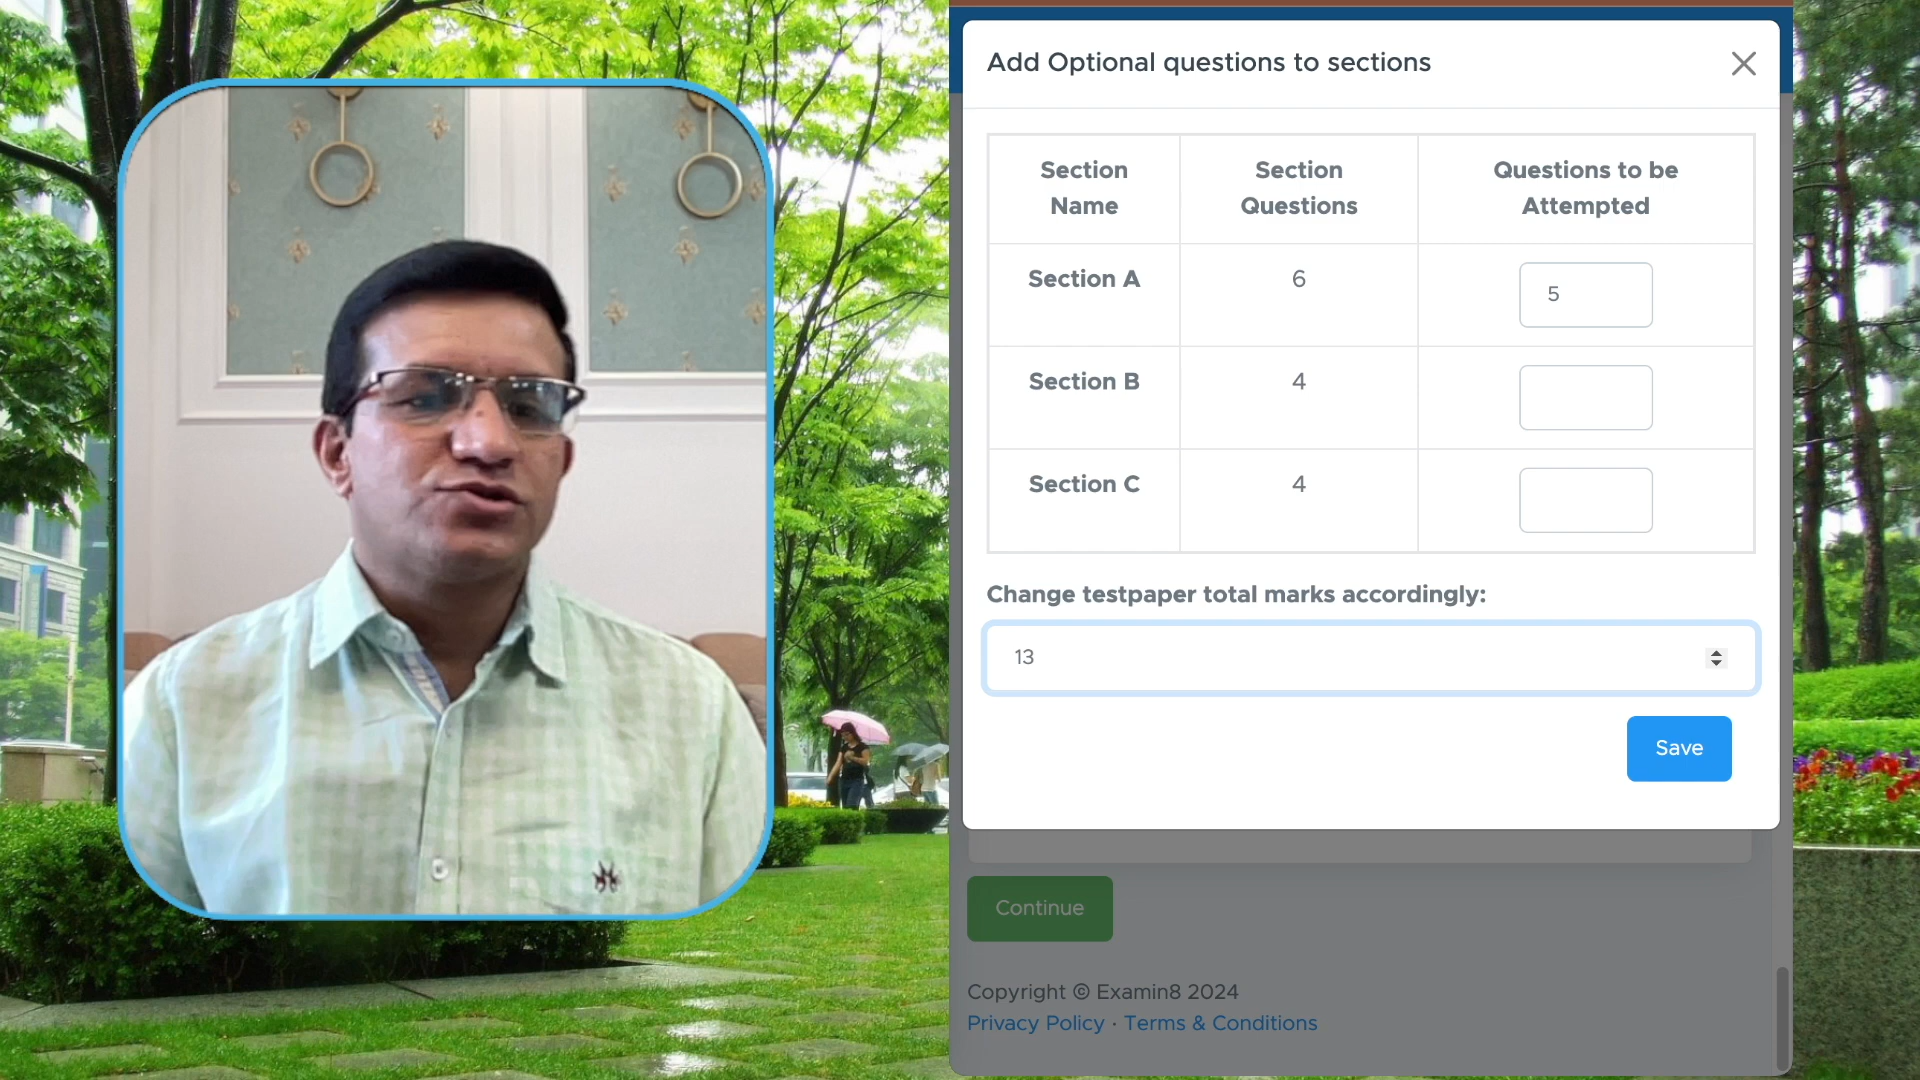 Add Optional questions to sections
Section Name
Section Questions
Questions to be Attempted
Section A
6
5
Section B
4
Section C
4
Change testpaper total marks accordingly:
13
Save
Continue
Copyright © Examin8 2024
Privacy Policy · Terms & Conditions